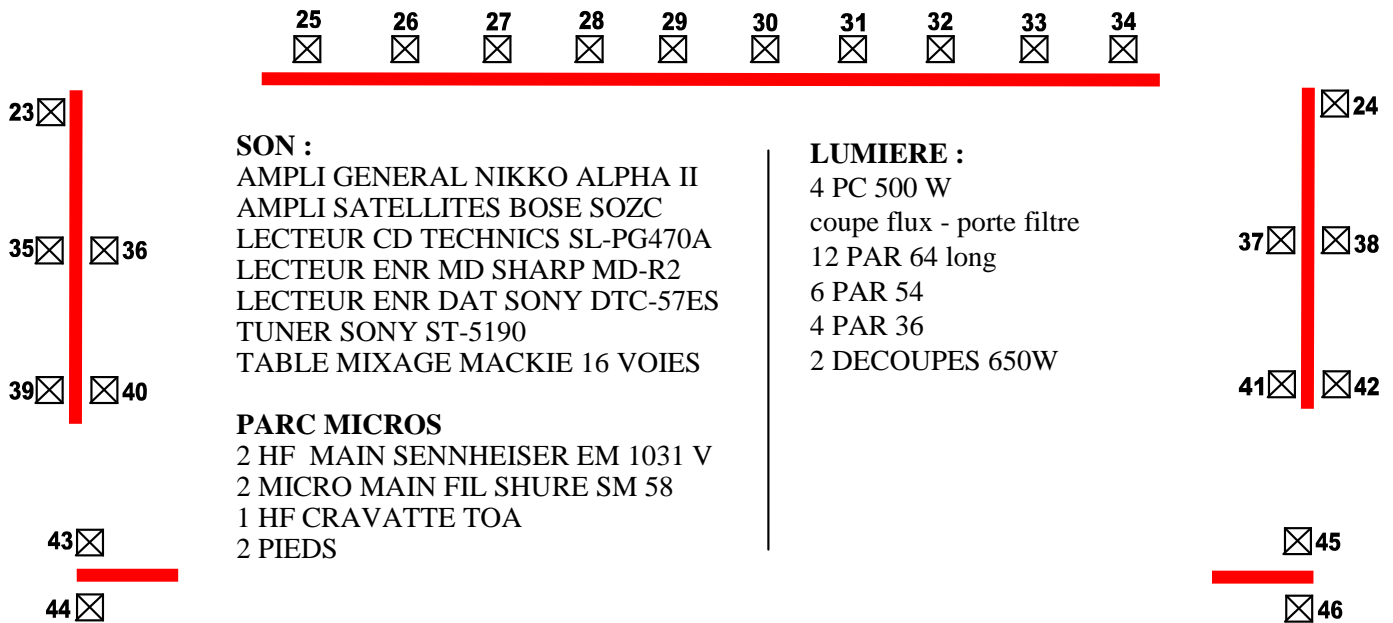 25 26 27 28 29 30 31 32 33 34
23
24
SON :
AMPLI GENERAL NIKKO ALPHA II
AMPLI SATELLITES BOSE SOZC
LECTEUR CD TECHNICS SL-PG470A
LECTEUR ENR MD SHARP MD-R2
LECTEUR ENR DAT SONY DTC-57ES
TUNER SONY ST-5190
TABLE MIXAGE MACKIE 16 VOIES
PARC MICROS
2 HF MAIN SENNHEISER EM 1031 V
2 MICRO MAIN FIL SHURE SM 58
1 HF CRAVATTE TOA
2 PIEDS
LUMIERE :
4 PC 500 W
coupe flux - porte filtre
12 PAR 64 long
6 PAR 54
4 PAR 36
2 DECOUPES 650W
35 36
37 38
39 40
41 42
43
45
44
46